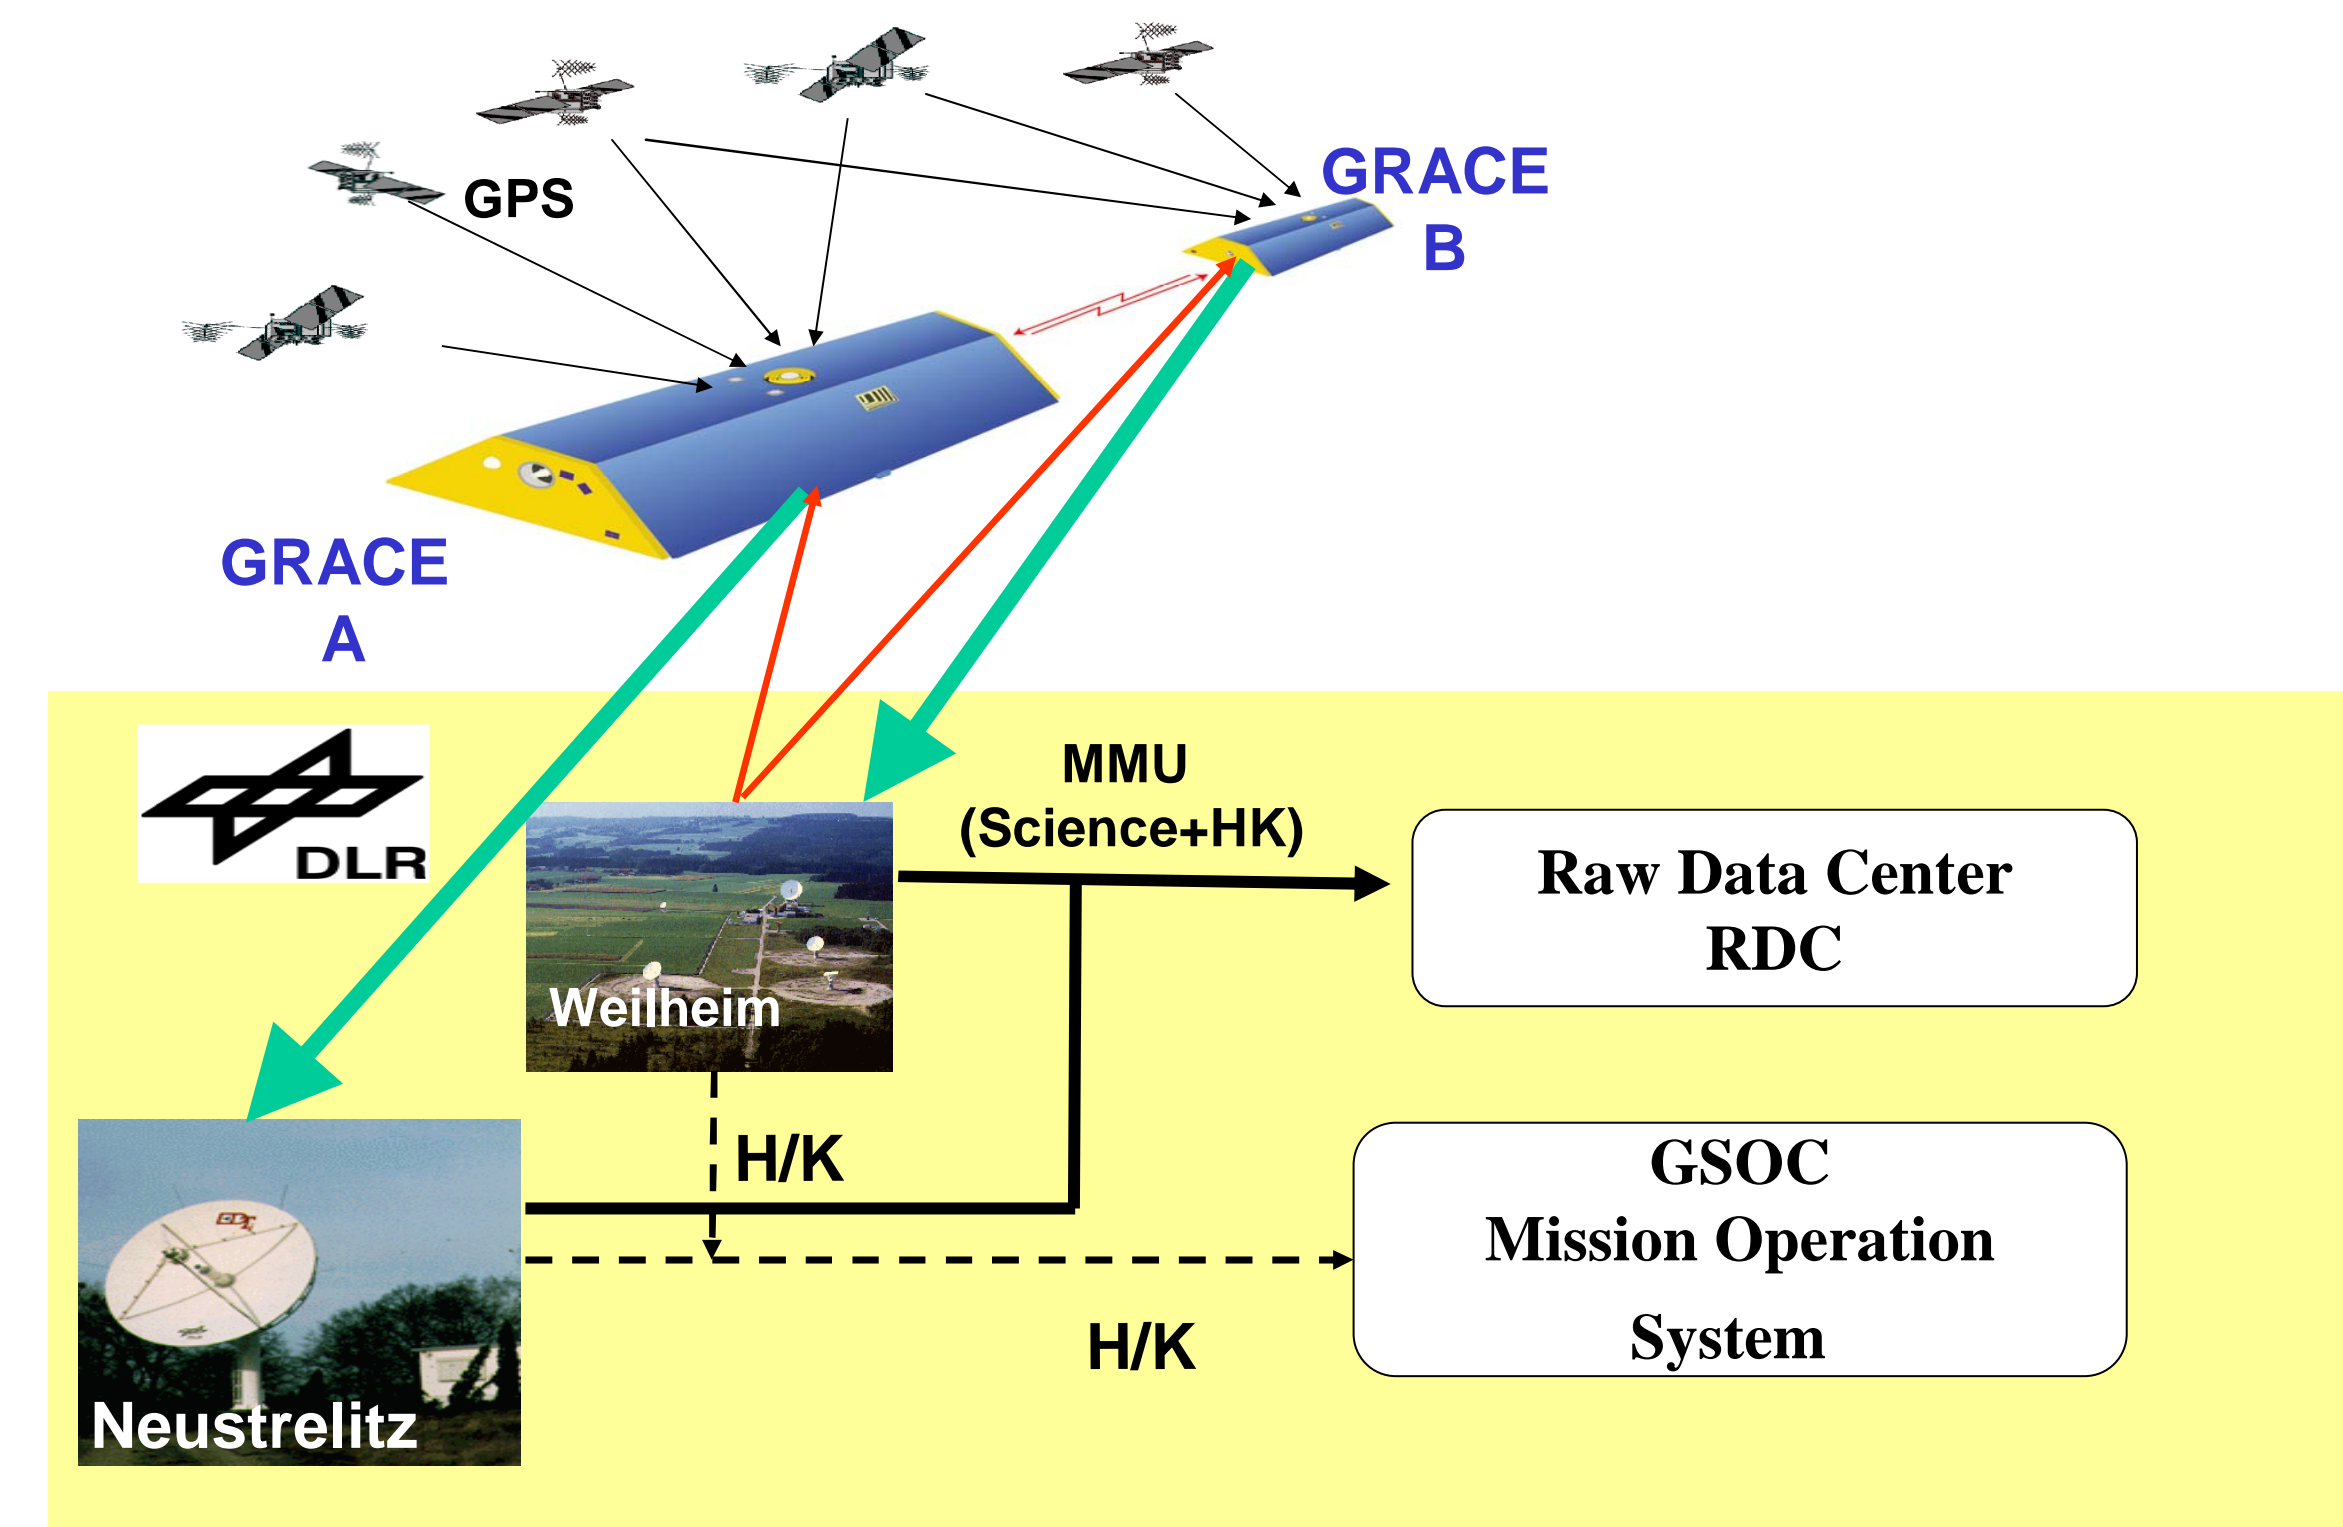 GPS
GRACE
B
GRACE
A
DLR
MMU
(Science+HK)
Raw Data Center
RDC
Weilheim
H/K
GSOC
Mission Operation
System
H/K
Neustrelitz